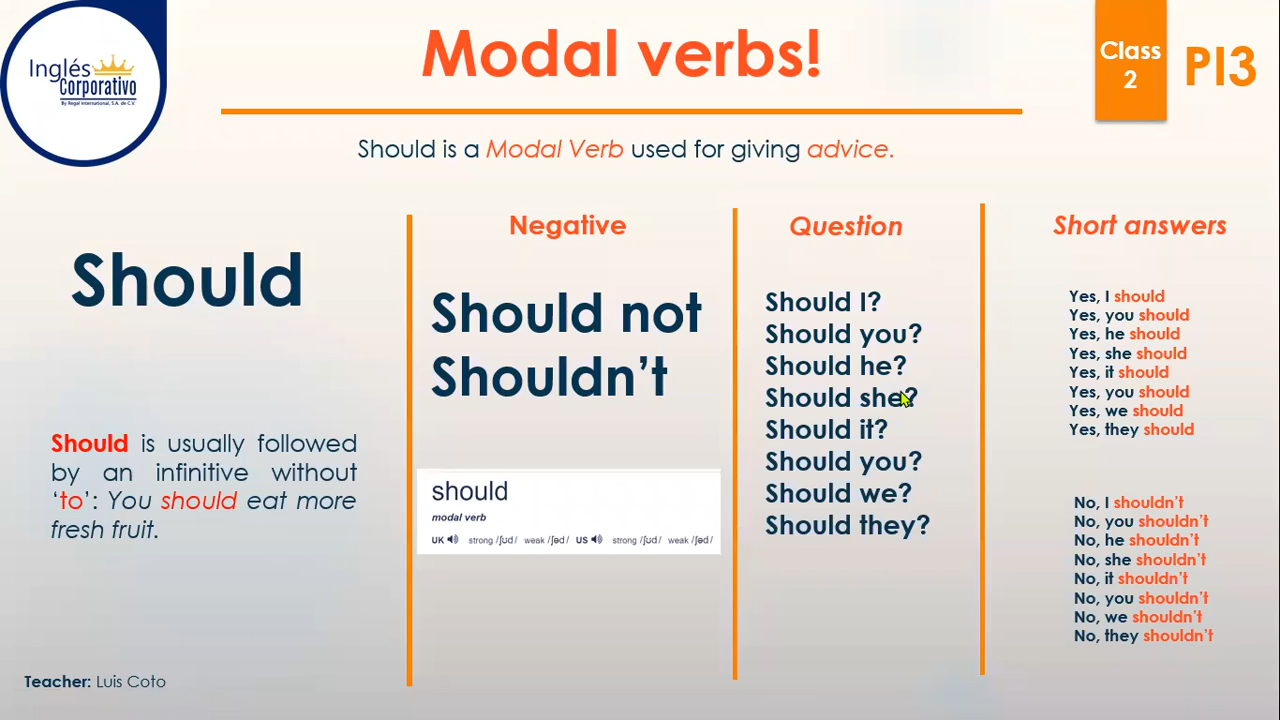 Inglés
Corporativo
By Regal International, S.A. de C.V.
Modal verbs!
Class
2
PI3
Should is a Modal Verb used for giving advice.
Should
Should is usually followed
by an infinitive without
‘to’: You should eat more
fresh fruit.
Negative
Should not
Shouldn’t
should
modal verb
UK strong /ʃʊd/ weak /ʃəd/ US strong /ʃʊd/ weak /ʃəd/
Question
Should I?
Should you?
Should he?
Should she?
Should it?
Should you?
Should we?
Should they?
Short answers
Yes, I should
Yes, you should
Yes, he should
Yes, she should
Yes, it should
Yes, you should
Yes, we should
Yes, they should
No, I shouldn’t
No, you shouldn’t
No, he shouldn’t
No, she shouldn’t
No, it shouldn’t
No, you shouldn’t
No, we shouldn’t
No, they shouldn’t
Teacher: Luis Coto